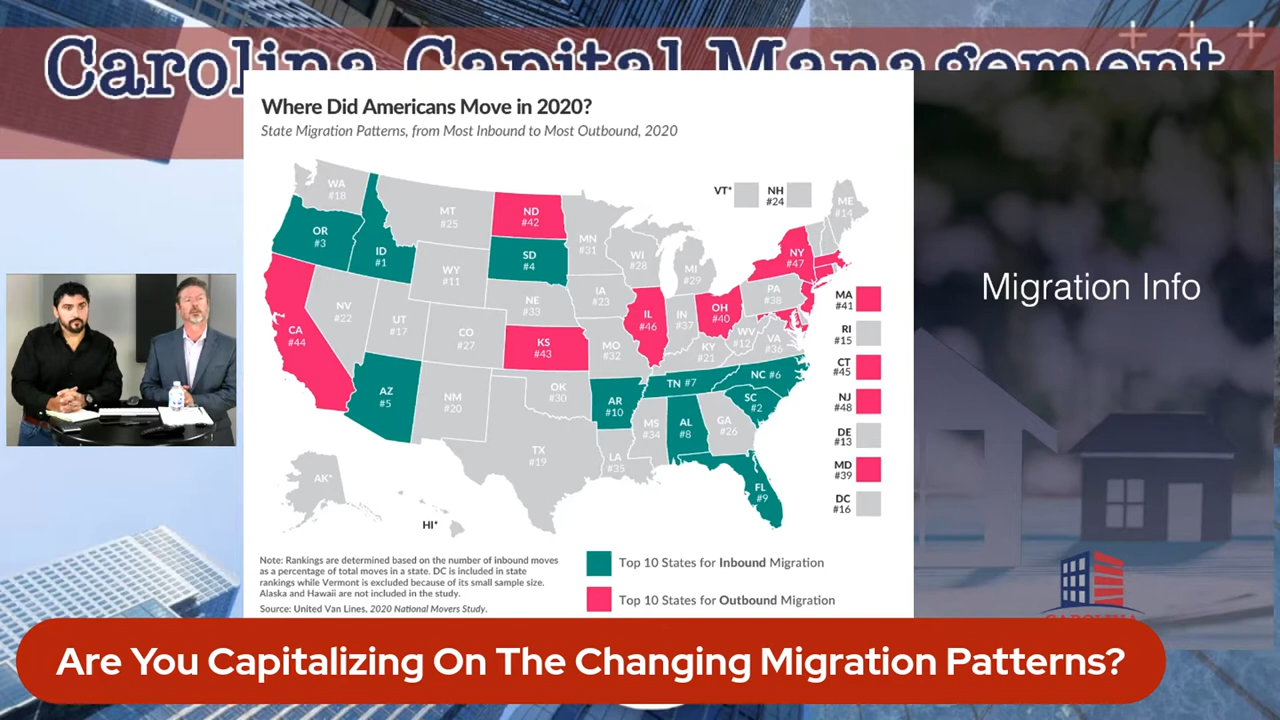 Carolina Capital Management
Where Did Americans Move in 2020?
State Migration Patterns, from Most Inbound to Most Outbound, 2020
WA
#18
OR
#3
ID
#1
MT
#25
ND
#42
SD
#4
MN
#31
WI
#28
MI
#29
VT*
NH
#24
ME
#14
NY
#47
CA
#44
NV
#22
UT
#17
WY
#11
CO
#27
NE
#33
KS
#43
IA
#23
MO
#32
IL
#46
IN
#37
OH
#40
PA
#38
WV
#12
VA
#36
KY
#21
AZ
#5
NM
#20
OK
#30
TX
#19
AR
#10
LA
#35
MS
#34
TN #7
NC #6
SC
#2
AL
#8
GA
#26
FL
#9
AK*
HI*
MA
#41
RI
#15
CT
#45
NJ
#48
DE
#13
MD
#39
DC
#16
Note: Rankings are determined based on the number of inbound moves
as a percentage of total moves in a state. DC is included in state
rankings while Vermont is excluded because of its small sample size.
Alaska and Hawaii are not included in the study.
Source: United Van Lines, 2020 National Movers Study.
Top 10 States for Inbound Migration
Top 10 States for Outbound Migration
Migration Info
CAROLINA
Are You Capitalizing On The Changing Migration Patterns?